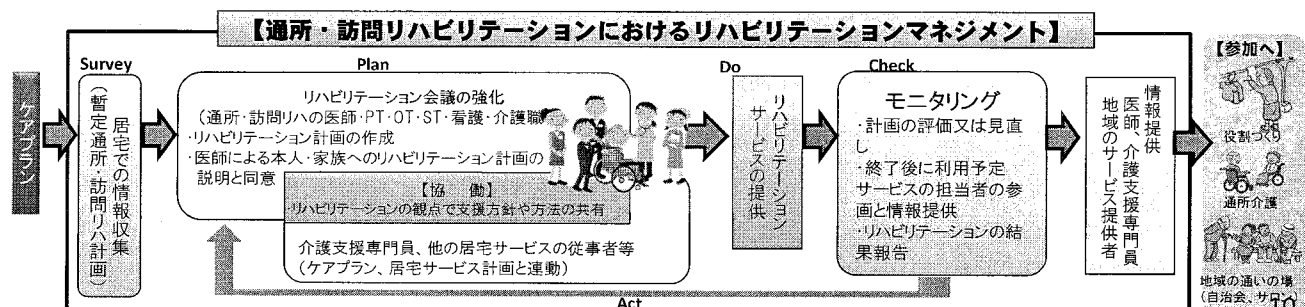 【通所・訪問リハビリテーションにおけるリハビリテーションマネジメント】
ケアプラン
Survey
居宅での情報収集
(暫定通所・訪問リハ計画)
Plan
リハビリテーション会議の強化
(通所・訪問リハの医師・PT・OT・ST・看護・介護職
・リハビリテーション計画の作成
・医師による本人・家族へのリハビリテーション計画の
説明と同意
【協 働】
・リハビリテーションの観点で支援方針や方法の共有
介護支援専門員、他の居宅サービスの従事者等
(ケアプラン、居宅サービス計画と連動)
Do
リハビリテーション
サービスの提供
Check
モニタリング
・計画の評価又は見直
し
・終了後に利用予定
サービスの担当者の参
画と情報提供
・リハビリテーションの結
果報告
Act
情報提供
医師、介護支援専門員
地域のサービス提供者
【参加へ】
役割づくり
通所介護
地域の通いの場
(自治会、サロン)